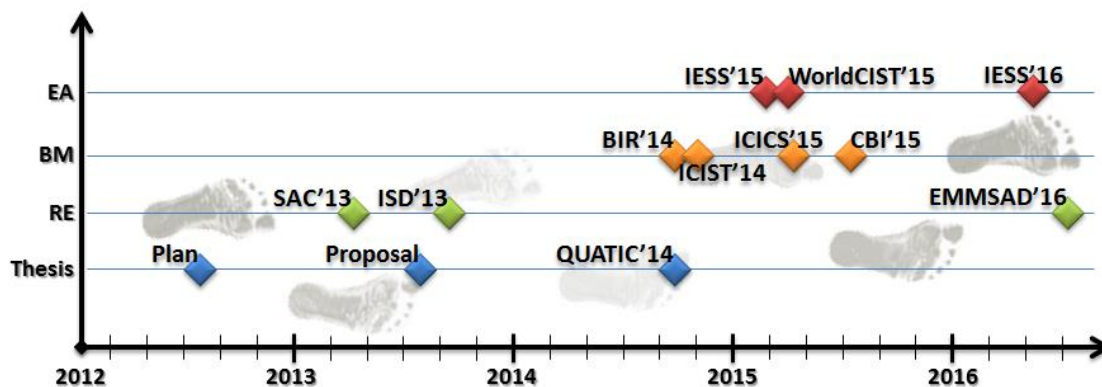 IESS'15 WorldCIST'15 IESS'16
EA
BIR'14 ICICS'15 CBI'15
BM
ICIST'14
SAC'13 ISD'13 EMMSAD'16
RE
Plan Proposal QUATIC'14
Thesis
2012 2013 2014 2015 2016